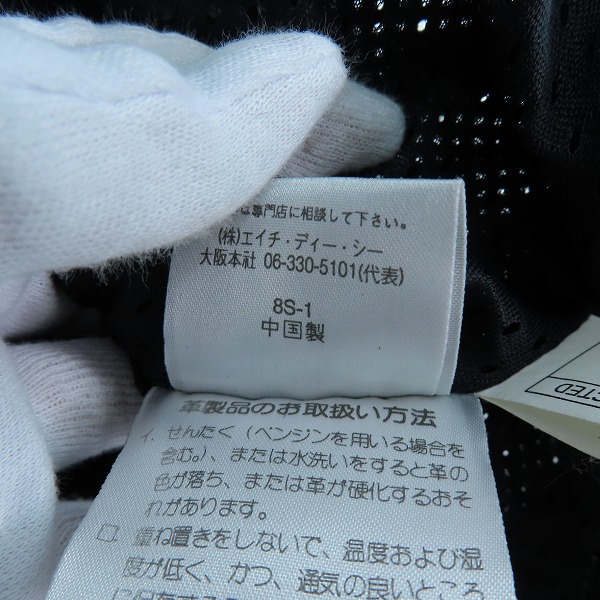 な専門店に相談して下さい。
(株)エイチ・ディー・シー
大阪本社 06-330-5101(代表)
8S-1
中国製
革製品のお取扱い方法
イ. せんたく (ベンジンを用いる場合を
含む。)、または水洗いをすると革の
色が落ち、または革が硬化するおそ
れがあります。
ロ. 重ね置きをしないで、温度および湿
度が低く、かつ、通気の良いところ
CTED